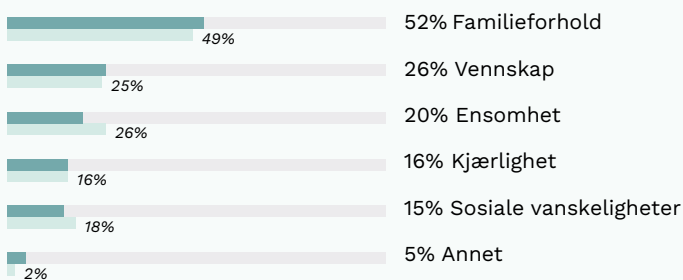 52% Familieforhold
49%
26% Vennskap
25%
20% Ensomhet
26%
16% Kjærlighet
16%
15% Sosiale vanskeligheter
18%
5% Annet
2%